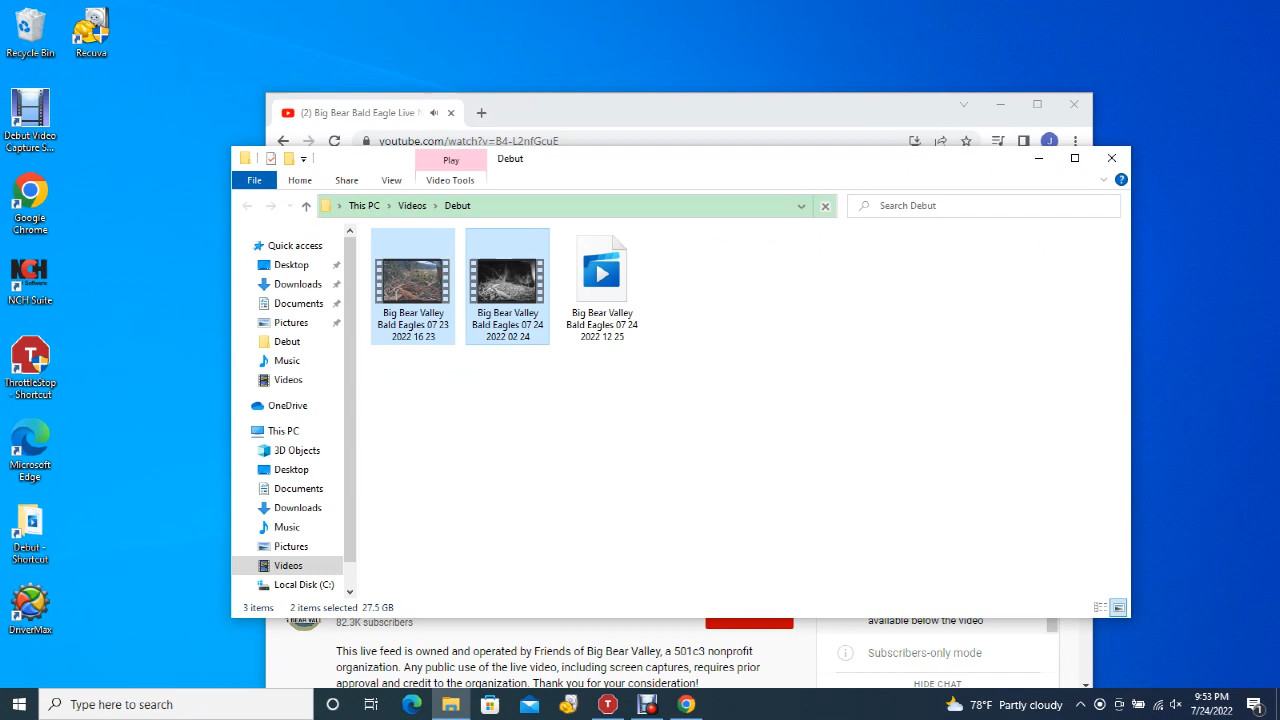 Recycle Bin
Recuva
Debut Video
Capture S...
Google
Chrome
NCH Suite
ThrottleStop
- Shortcut
Microsoft
Edge
Debut -
Shortcut
DriverMax
(2) Big Bear Bald Eagle Live
youtube.com/watch?v=B4-L2nfGcuE
J
Play
Debut
File
Home
Share
View
Video Tools
This PC
Videos
Debut
Search Debut
Quick access
Desktop
Downloads
Documents
Pictures
Debut
Music
Videos
OneDrive
This PC
3D Objects
Desktop
Documents
Downloads
Music
Pictures
Videos
Local Disk (C:)
Big Bear Valley
Bald Eagles 07 23
2022 16 23
Big Bear Valley
Bald Eagles 07 24
2022 02 24
Big Bear Valley
Bald Eagles 07 24
2022 12 25
3 items
2 items selected 27.5 GB
82.3K subscribers
This live feed is owned and operated by Friends of Big Bear Valley, a 501c3 nonprofit
organization. Any public use of the live video, including screen captures, requires prior
approval and credit to the organization. Thank you for your consideration!
available below the video
Subscribers-only mode
HIDE CHAT
Type here to search
78°F Partly cloudy
9:53 PM
7/24/2022
1